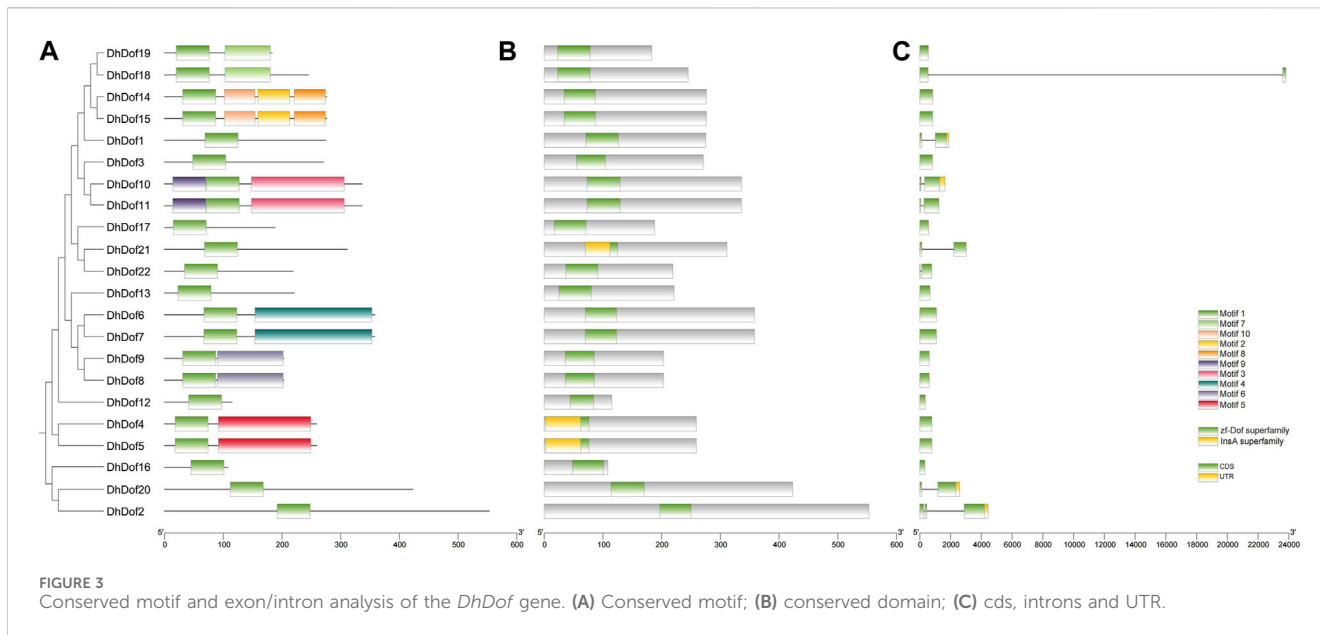 A
B
C
DhDof19
DhDof18
DhDof14
DhDof15
DhDof1
DhDof3
DhDof10
DhDof11
DhDof17
DhDof21
DhDof22
DhDof13
DhDof6
DhDof7
DhDof9
DhDof8
DhDof12
DhDof4
DhDof5
DhDof16
DhDof20
DhDof2
Motif 1
Motif 7
Motif 10
Motif 2
Motif 8
Motif 9
Motif 3
Motif 4
Motif 6
Motif 5
zf-Dof superfamily
InsA superfamily
CDS
UTR
5' 3'
0 100 200 300 400 500 600
5' 3'
0 100 200 300 400 500 600
5' 3'
0 2000 4000 6000 8000 10000 12000 14000 16000 18000 20000 22000 24000
FIGURE 3
Conserved motif and exon/intron analysis of the DhDof gene. (A) Conserved motif; (B) conserved domain; (C) cds, introns and UTR.